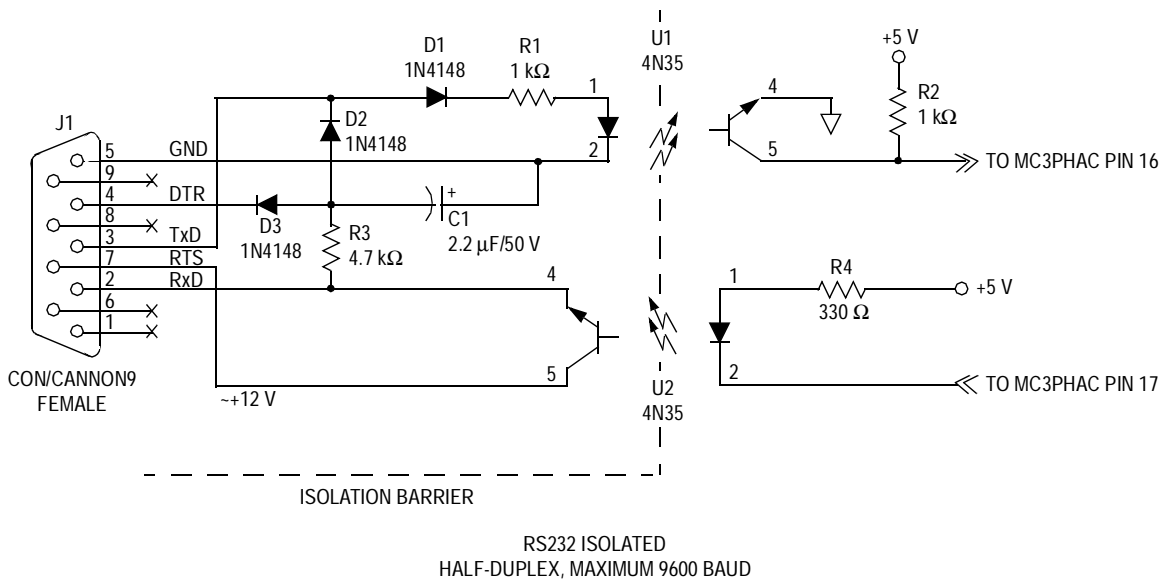 U1
4N35
+5 V
D1
1N4148
R1
1 kΩ
1
4
R2
1 kΩ
J1
D2
1N4148
5
GND
2
5
TO MC3PHAC PIN 16
9
4
DTR
+
C1
2.2 µF/50 V
8
D3
1N4148
R3
4.7 kΩ
3
TxD
7
RTS
2
RxD
4
1
R4
330 Ω
+5 V
6
1
5
2
TO MC3PHAC PIN 17
~+12 V
U2
4N35
CON/CANNON9
FEMALE
ISOLATION BARRIER
RS232 ISOLATED
HALF-DUPLEX, MAXIMUM 9600 BAUD